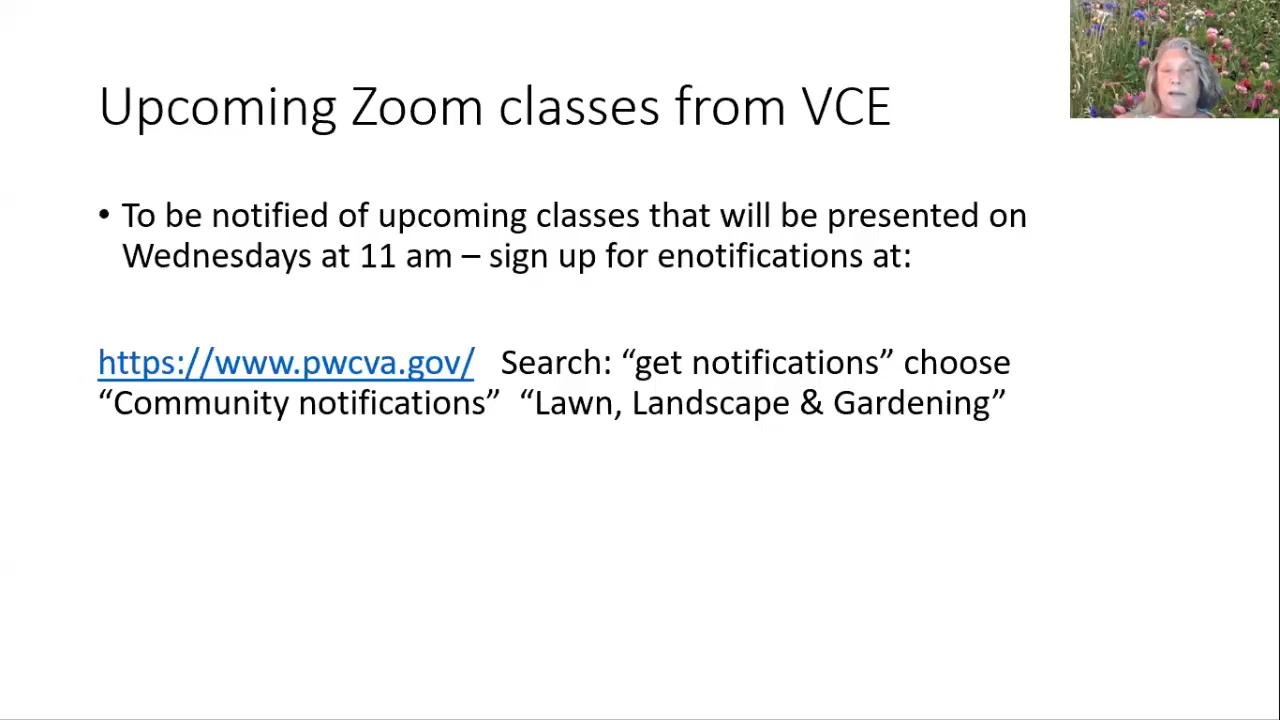 Upcoming Zoom classes from VCE
• To be notified of upcoming classes that will be presented on
Wednesdays at 11 am – sign up for enotifications at:
https://www.pwcva.gov/ Search: “get notifications” choose
“Community notifications” “Lawn, Landscape & Gardening”